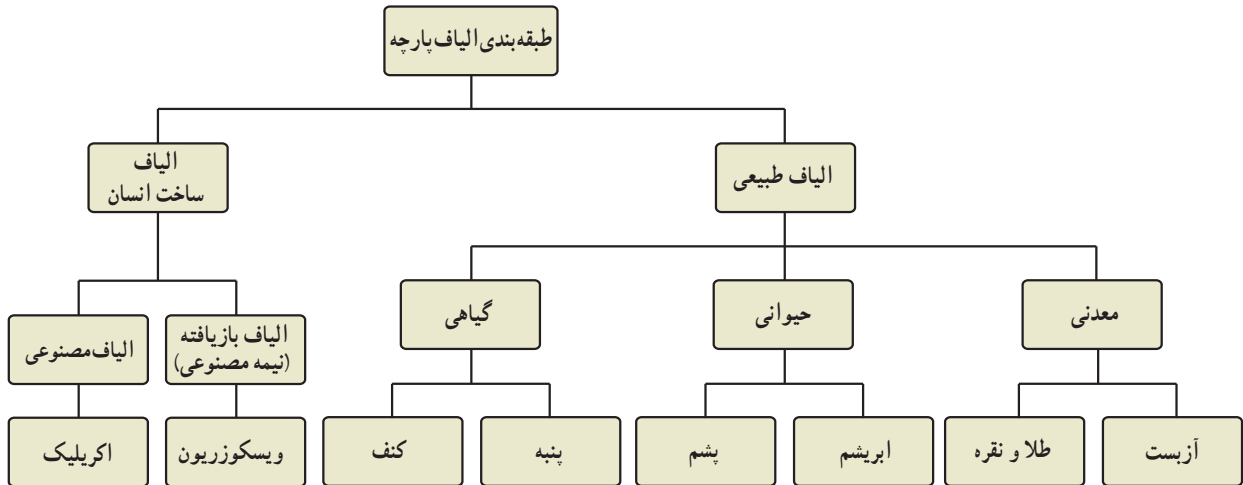 طبقه‌بندی الیاف پارچه
الیاف طبیعی
الیاف
ساخت انسان
معدنی
حیوانی
گیاهی
الیاف بازیافته
(نیمه مصنوعی)
الیاف مصنوعی
آزبست
طلا و نقره
ابریشم
پشم
پنبه
کنف
ویسکوزریون
اکریلیک